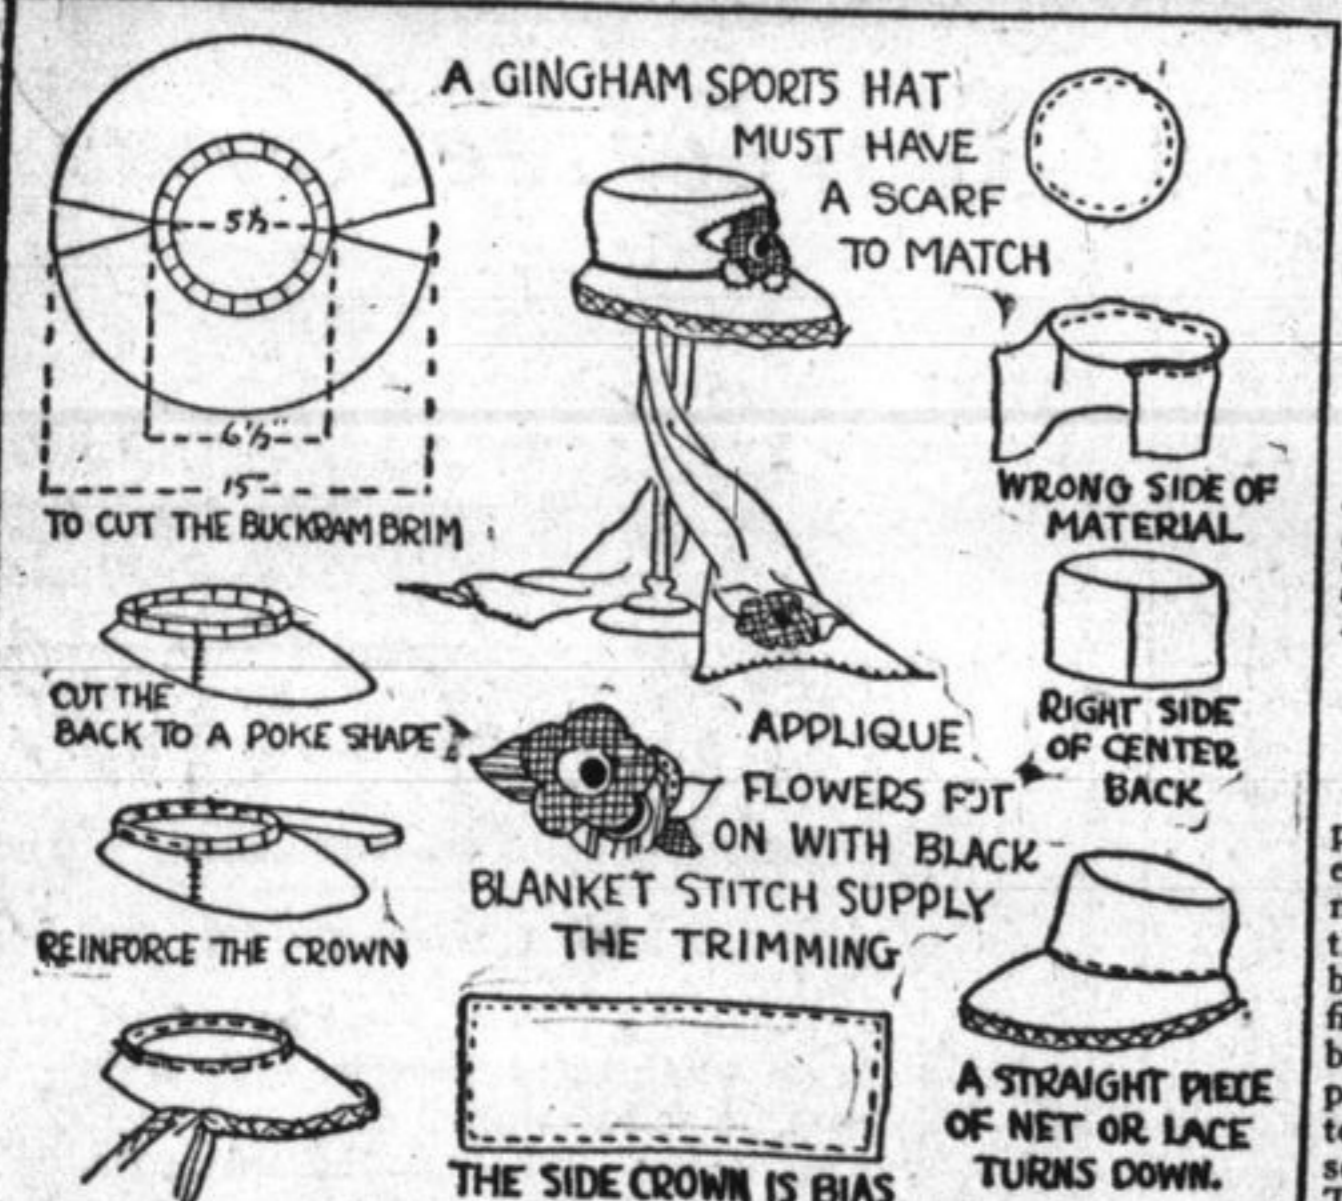 A GINGHAM SPORTS HAT
MUST HAVE
A SCARF
TO MATCH
5½
6½"
15"
TO CUT THE BUCKRAM BRIM
WRONG SIDE OF
MATERIAL
CUT THE
BACK TO A POKE SHAPE
RIGHT SIDE
OF CENTER
BACK
APPLIQUE
FLOWERS PUT
ON WITH BLACK
BLANKET STITCH SUPPLY
THE TRIMMING
REINFORCE THE CROWN
A STRAIGHT PIECE
OF NET OR LACE
TURNS DOWN.
THE SIDE CROWN IS BIAS